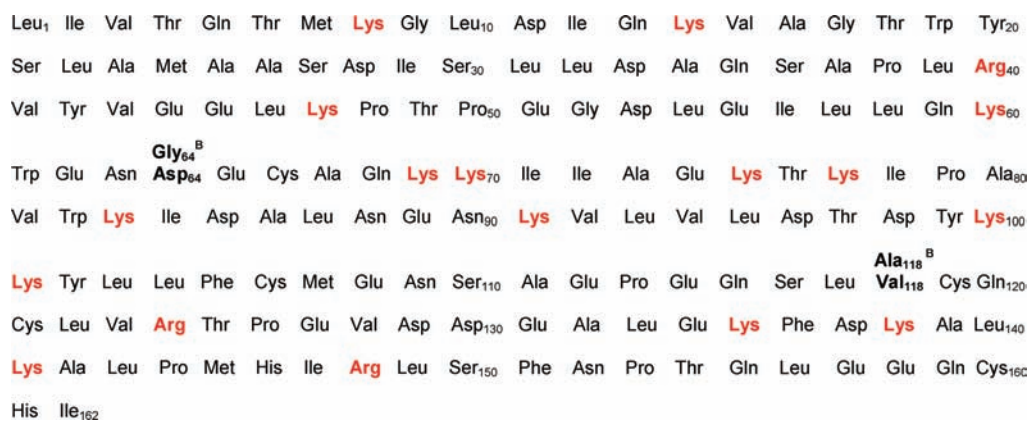 Leu₁ Ile Val Thr Gln Thr Met Lys Gly Leu₁₀ Asp Ile Gln Lys Val Ala Gly Thr Trp Tyr₂₀
Ser Leu Ala Met Ala Ala Ser Asp Ile Ser₃₀ Leu Leu Asp Ala Gln Ser Ala Pro Leu Arg₄₀
Val Tyr Val Glu Glu Leu Lys Pro Thr Pro₅₀ Glu Gly Asp Leu Glu Ile Leu Leu Gln Lys₆₀
Gly₆₄ᴮ
Trp Glu Asn Asp₆₄ Glu Cys Ala Gln Lys Lys₇₀ Ile Ile Ala Glu Lys Thr Lys Ile Pro Ala₈₀
Val Trp Lys Ile Asp Ala Leu Asn Glu Asn₉₀ Lys Val Leu Val Leu Asp Thr Asp Tyr Lys₁₀₀
Ala₁₁₈ᴮ
Lys Tyr Leu Leu Phe Cys Met Glu Asn Ser₁₁₀ Ala Glu Pro Glu Gln Ser Leu Val₁₁₈ Cys Gln₁₂₀
Cys Leu Val Arg Thr Pro Glu Val Asp Asp₁₃₀ Glu Ala Leu Glu Lys Phe Asp Lys Ala Leu₁₄₀
Lys Ala Leu Pro Met His Ile Arg Leu Ser₁₅₀ Phe Asn Pro Thr Gln Leu Glu Glu Gln Cys₁₆₀
His Ile₁₆₂